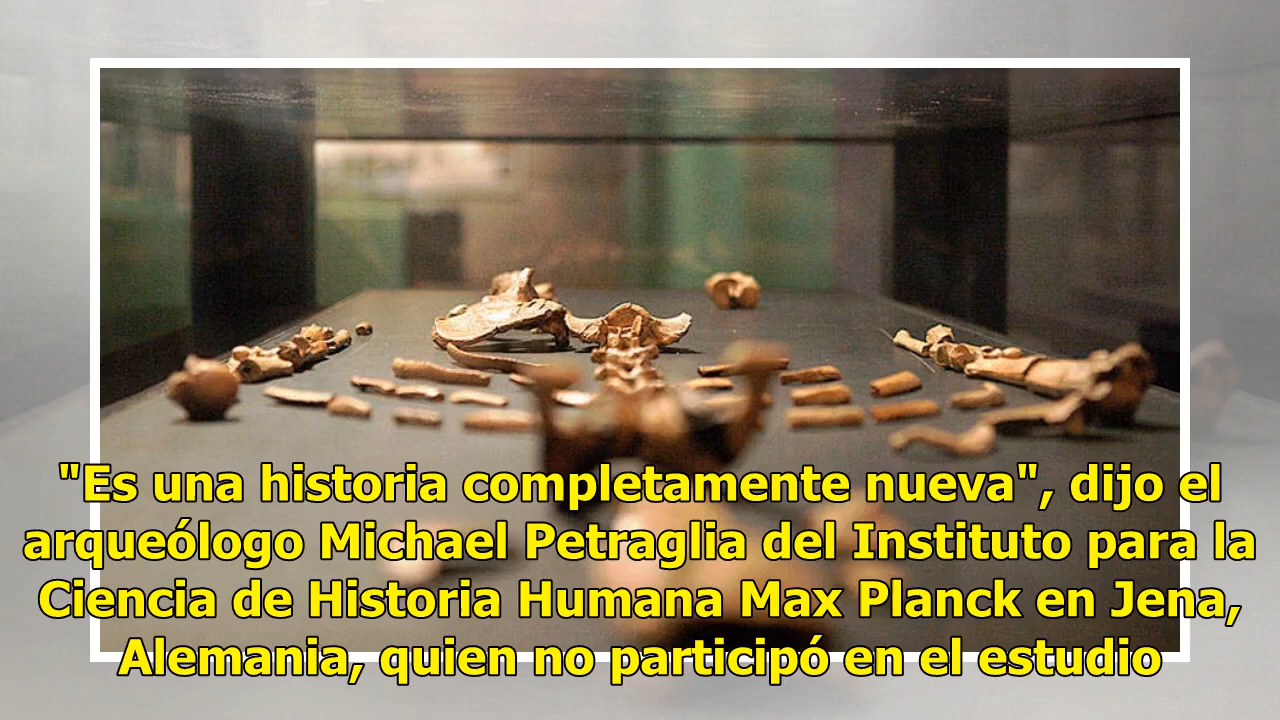 "Es una historia completamente nueva", dijo el
arqueólogo Michael Petraglia del Instituto para la
Ciencia de Historia Humana Max Planck en Jena,
Alemania, quien no participó en el estudio